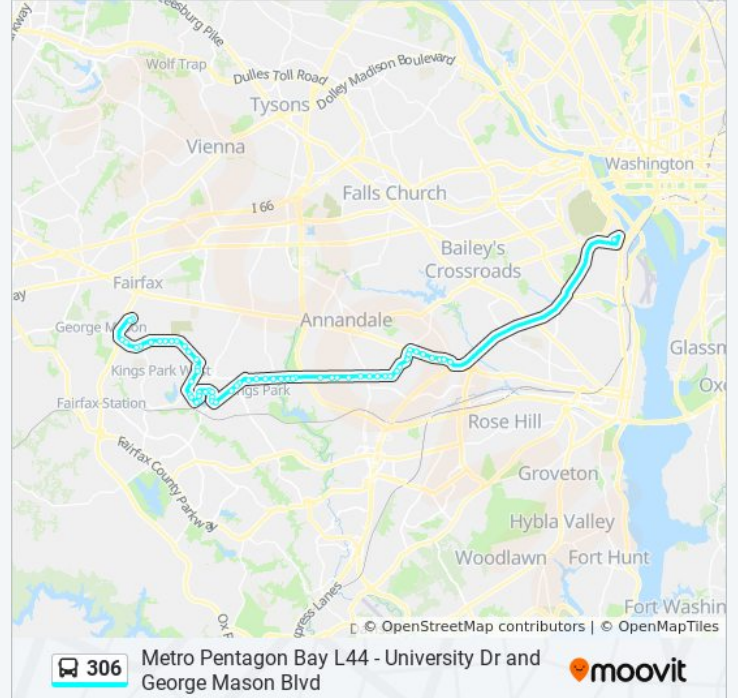 Leesburg Pike
Wolf Trap
Dulles Toll Road
Dolley Madison Boulevard
Tysons
Vienna
Washington
Falls Church
I 66
Bailey's
Crossroads
Fairfax
Annandale
George Mason
Kings Park West
Kings Park
Fairfax Station
Rose Hill
Fairfax County Parkway
Groveton
Hybla Valley
Woodlawn
Fort Hunt
Fort Washin
press Lanes
© OpenStreetMap contributors | © OpenMapTiles
306
Metro Pentagon Bay L44 - University Dr and
George Mason Blvd
moovit